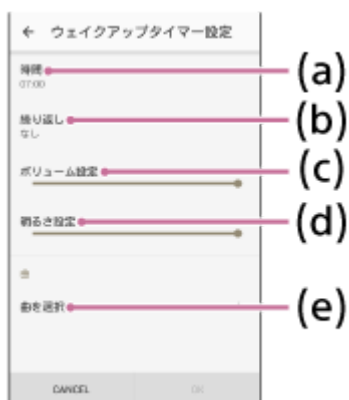 ← ウェイクアップタイマー設定
時間
07:00
(a)
繰り返し
なし
(b)
ボリューム設定
(c)
明るさ設定
(d)
曲
曲を選択
(e)
CANCEL
OK